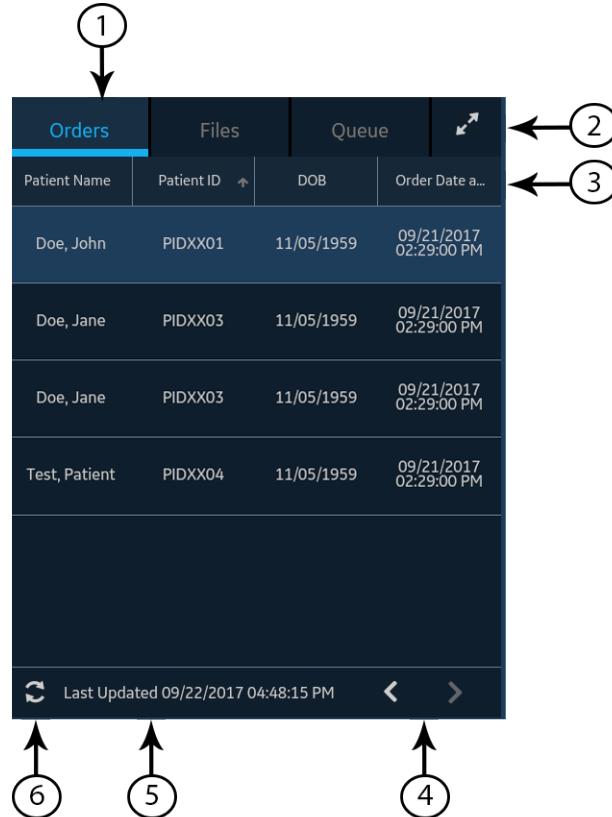 1
Orders Files Queue
2
Patient Name Patient ID DOB Order Date a...
3
Doe, John PIDXX01 11/05/1959 09/21/2017
02:29:00 PM
Doe, Jane PIDXX03 11/05/1959 09/21/2017
02:29:00 PM
Doe, Jane PIDXX03 11/05/1959 09/21/2017
02:29:00 PM
Test, Patient PIDXX04 11/05/1959 09/21/2017
02:29:00 PM
Last Updated 09/22/2017 04:48:15 PM
6 5 4